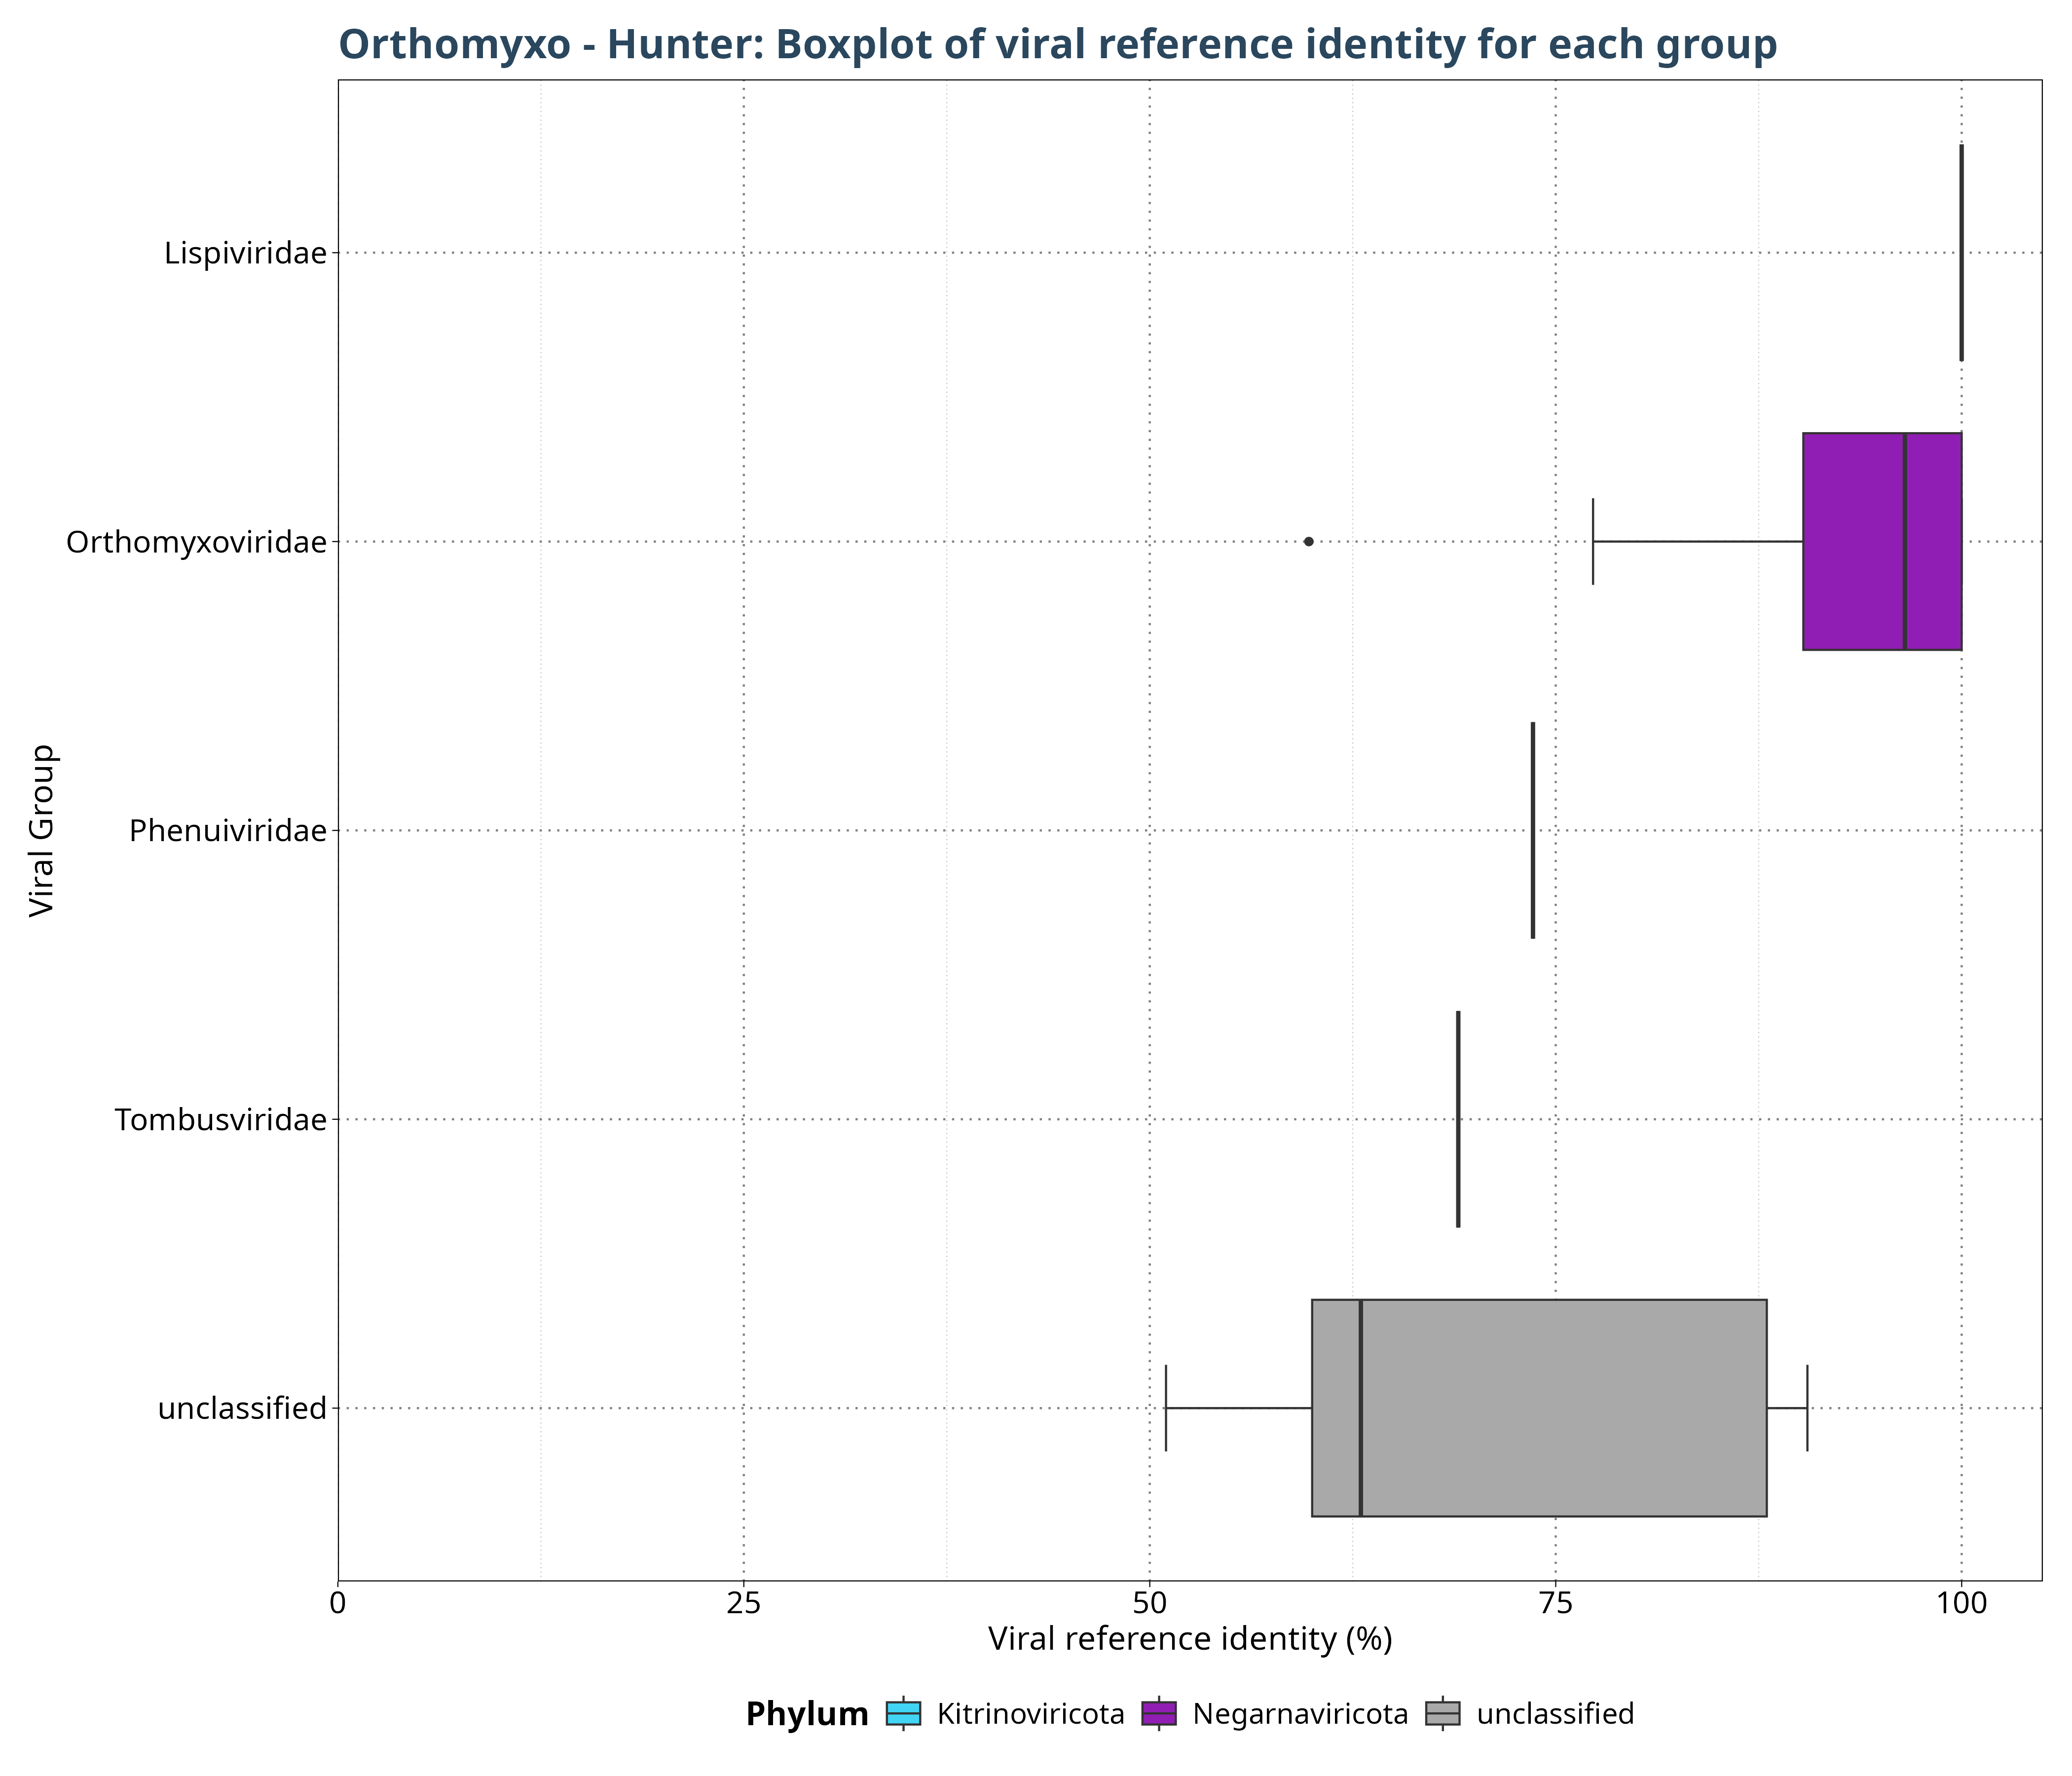 Orthomyxo - Hunter: Boxplot of viral reference identity for each group
Viral Group
Lispiviridae
Orthomyxoviridae
Phenuiviridae
Tombusviridae
unclassified
0 25 50 75 100
Viral reference identity (%)
Phylum Kitrinoviricota Negarnaviricota unclassified